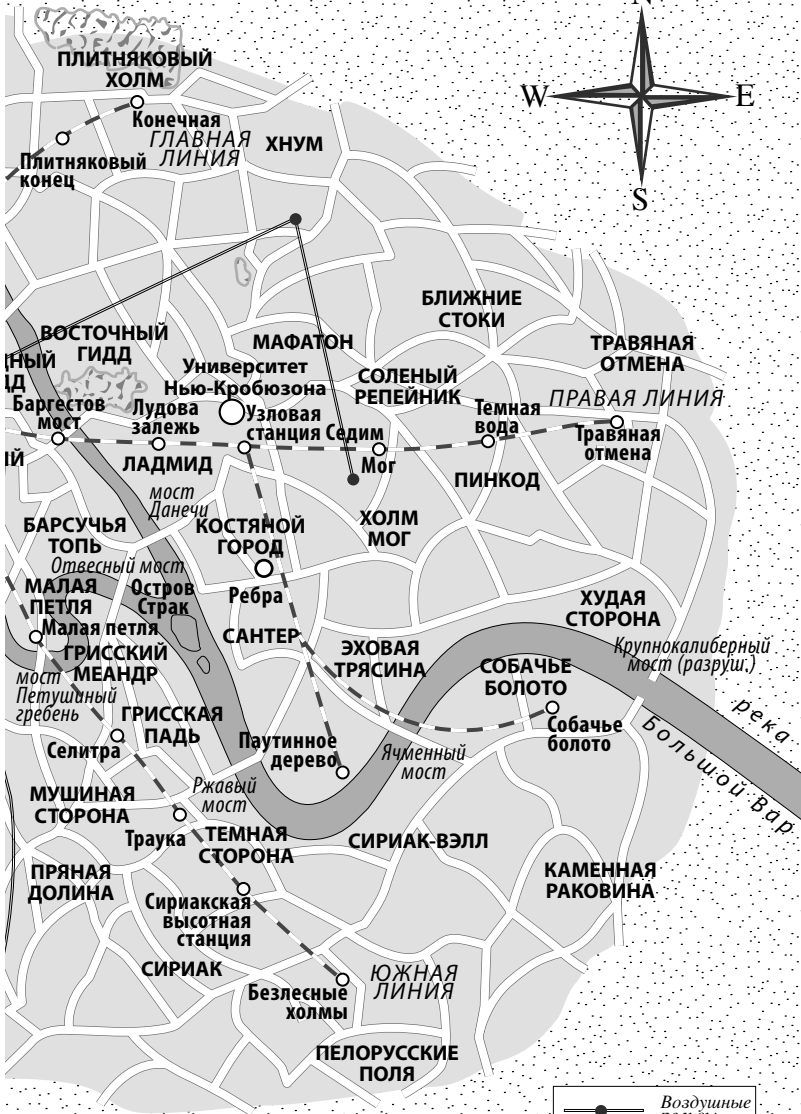 N
W
E
S
ПЛИТНЯКОВЫЙ
ХОЛМ
Конечная
ГЛАВНАЯ
ЛИНИЯ
ХНУМ
Плитняковый
конец
БЛИЖНИЕ
СТОКИ
ВОСТОЧНЫЙ
ГИДД
МАФАТОН
ТРАВЯНАЯ
ОТМЕНА
Университет
Нью-Кробюзона
СОЛЕНЫЙ
РЕПЕЙНИК
ПРАВАЯ ЛИНИЯ
Баргестов
мост
Лудова
залежь
Узловая
станция Седим
Темная
вода
Травяная
отмена
Мог
ЛАДМИД
ПИНКОД
мост
Данечи
БАРСУЧЬЯ
ТОПЬ
КОСТЯНОЙ
ГОРОД
ХОЛМ
МОГ
Отвесный мост
МАЛАЯ
ПЕТЛЯ
Остров
Страк
Ребра
ХУДАЯ
СТОРОНА
Малая петля
САНТЕР
ЭХОВАЯ
ТРЯСИНА
Крупнокалиберный
мост (разруш.)
ГРИССКИЙ
МЕАНДР
СОБАЧЬЕ
БОЛОТО
мост
Петушиный
гребень
ГРИССКАЯ
ПАДЬ
Собачье
болото
река
Большой Вар
Селитра
Паутинное
дерево
Ячменный
мост
Ржавый
мост
МУШИНАЯ
СТОРОНА
Траука
ТЕМНАЯ
СТОРОНА
СИРИАК-ВЭЛЛ
ПРЯНАЯ
ДОЛИНА
КАМЕННАЯ
РАКОВИНА
Сириакская
высотная
станция
СИРИАК
ЮЖНАЯ
ЛИНИЯ
Безлесные
холмы
ПЕЛОРУССКИЕ
ПОЛЯ
Воздушные